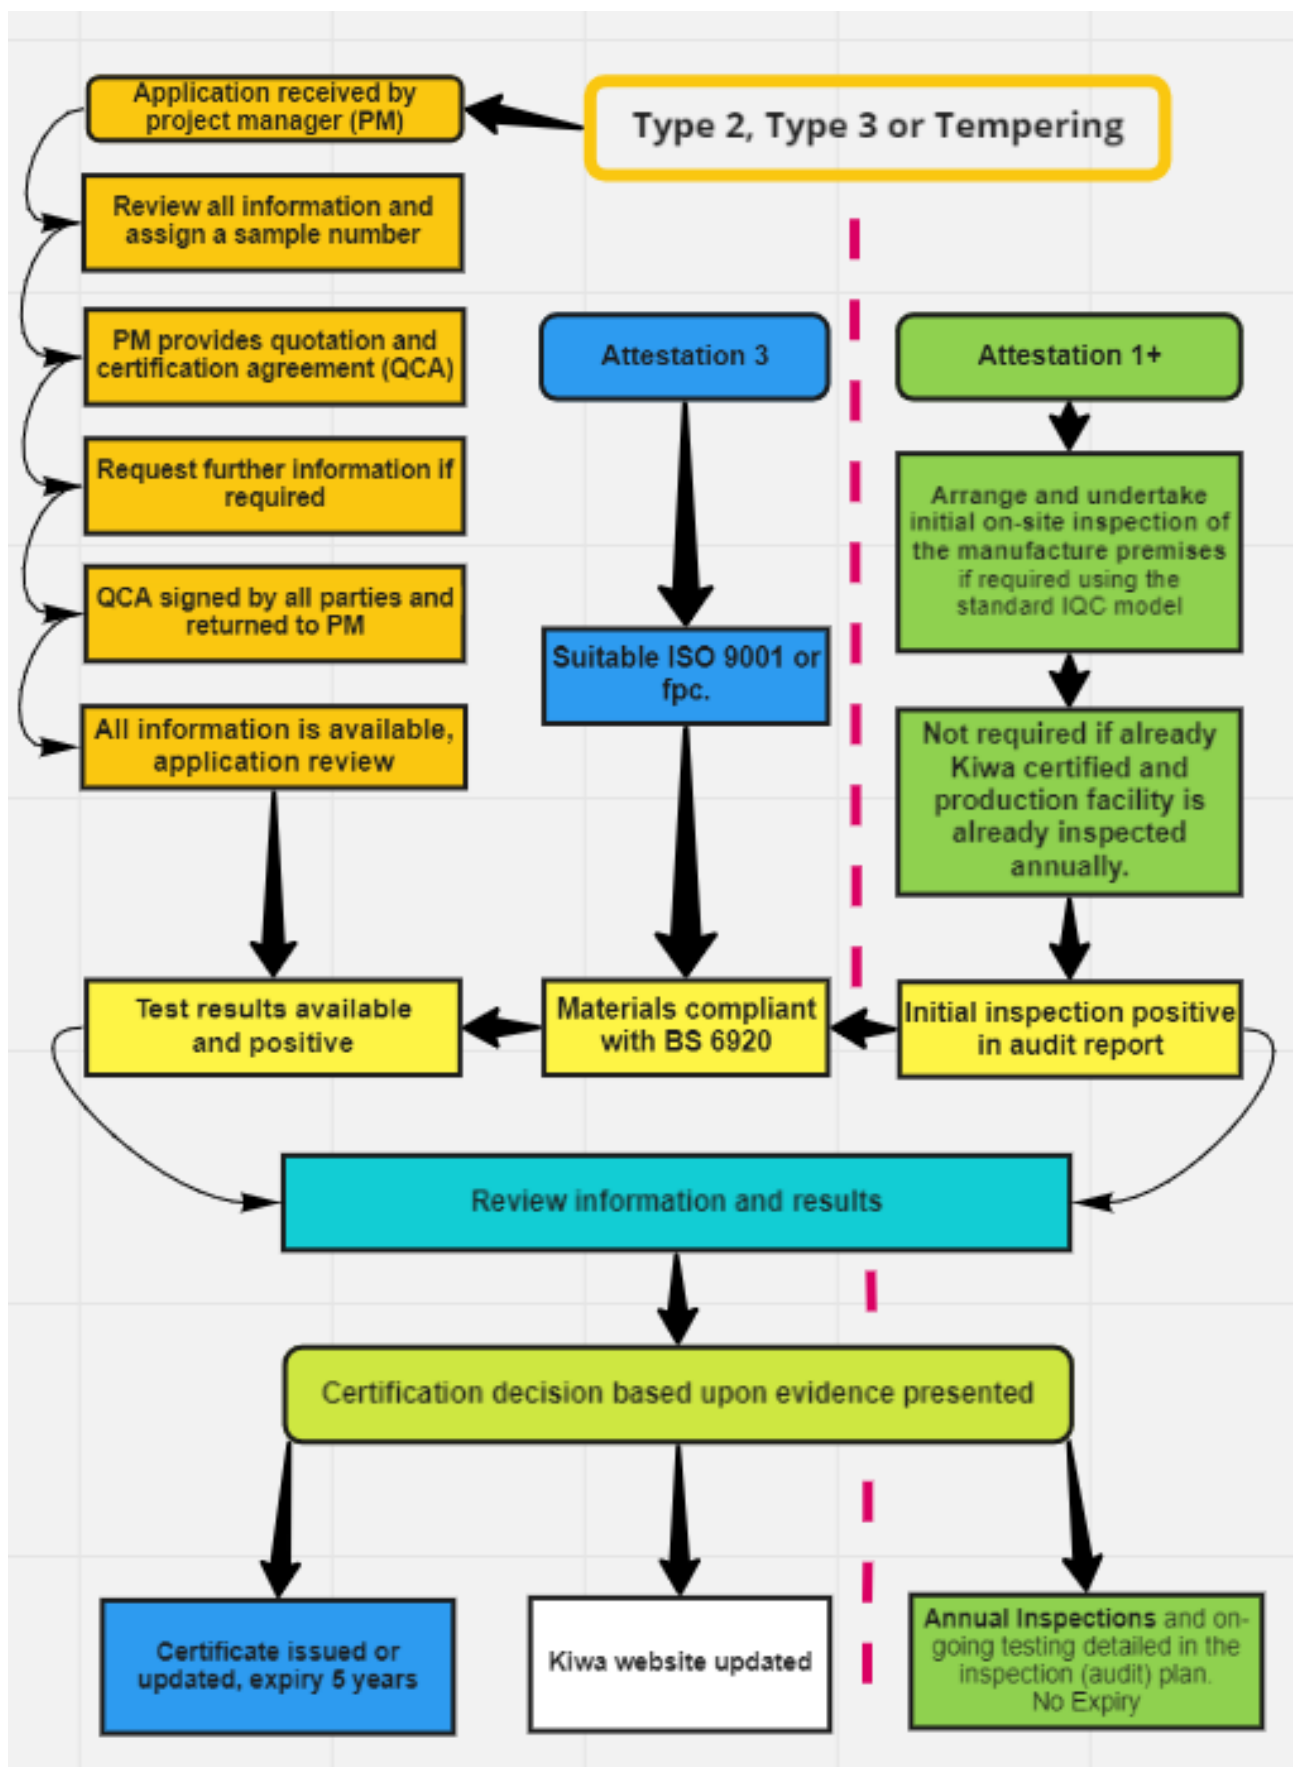 Type 2, Type 3 or Tempering
Application received by
project manager (PM)
Review all information and
assign a sample number
PM provides quotation and
certification agreement (QCA)
Request further information if
required
QCA signed by all parties and
returned to PM
All information is available,
application review
Attestation 3
Suitable ISO 9001 or
fpc.
Attestation 1+
Arrange and undertake
initial on-site inspection of
the manufacture premises
if required using the
standard IQC model
Not required if already
Kiwa certified and
production facility is
already inspected
annually.
Test results available
and positive
Materials compliant
with BS 6920
Initial inspection positive
in audit report
Review information and results
Certification decision based upon evidence presented
Certificate issued or
updated, expiry 5 years
Kiwa website updated
Annual Inspections and on-
going testing detailed in the
inspection (audit) plan.
No Expiry